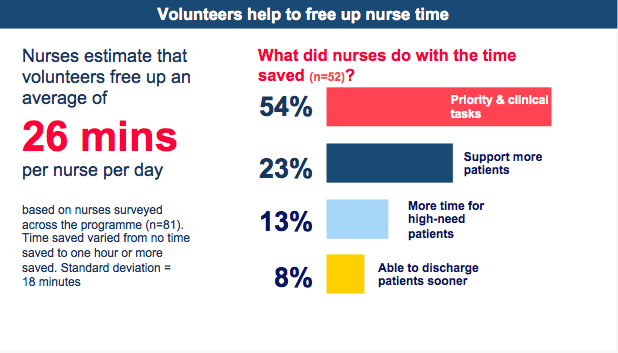 Volunteers help to free up nurse time
Nurses estimate that
volunteers free up an
average of
26 mins
per nurse per day
based on nurses surveyed
across the programme (n=81).
Time saved varied from no time
saved to one hour or more
saved. Standard deviation =
18 minutes
What did nurses do with the time
saved (n=52)?
54%
Priority & clinical
tasks
23%
Support more
patients
13%
More time for
high-need
patients
8%
Able to discharge
patients sooner